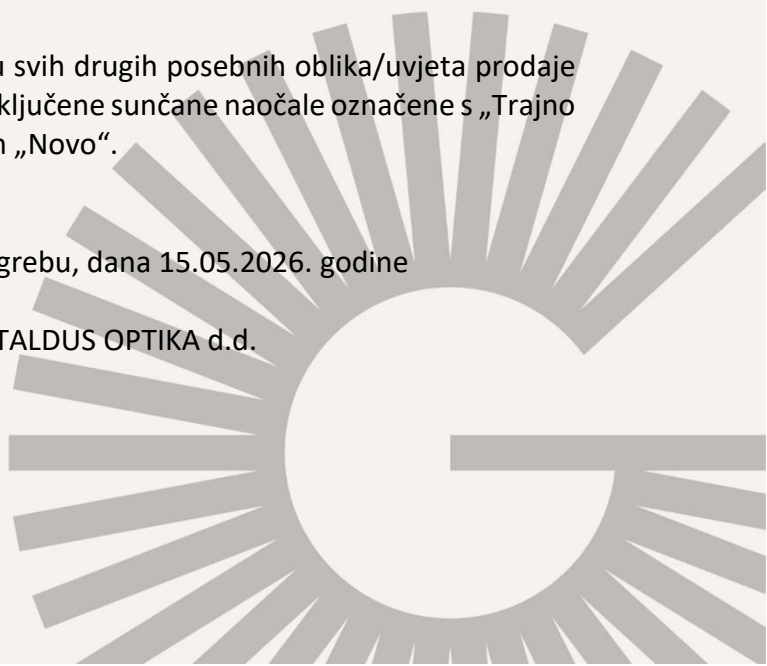 u svih drugih posebnih oblika/uvjeta prodaje
ključene sunčane naočale označene s „Trajno
„Novo“.
grebu, dana 15.05.2026. godine
TALDUS OPTIKA d.d.